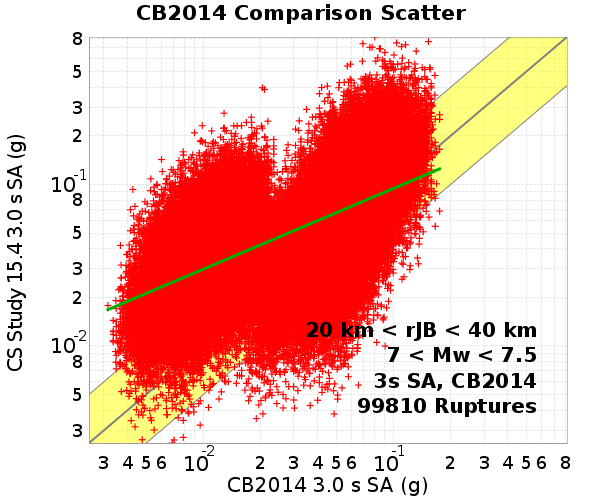 CB2014 Comparison Scatter
8
5
3
2
10⁻¹
8
5
3
2
10⁻²
8
5
3
CS Study 15.4 3.0 s SA (g)
20 km < rJB < 40 km
7 < Mw < 7.5
3s SA, CB2014
99810 Ruptures
3 4 5 6 10⁻² 2 3 4 5 6 10⁻¹ 2 3 4 5 6 8
CB2014 3.0 s SA (g)